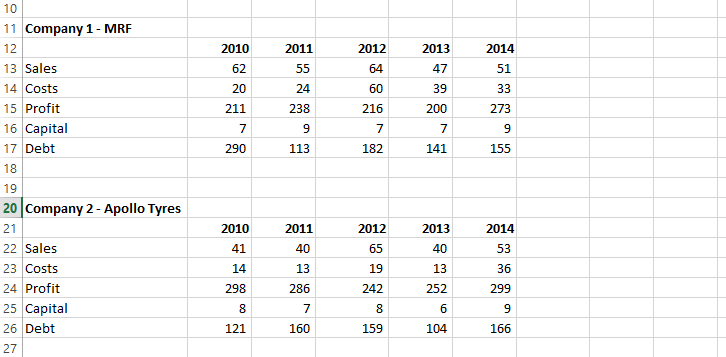 10
11 Company 1 - MRF
12 2010 2011 2012 2013 2014
13 Sales 62 55 64 47 51
14 Costs 20 24 60 39 33
15 Profit 211 238 216 200 273
16 Capital 7 9 7 7 9
17 Debt 290 113 182 141 155
18
19
20 Company 2 - Apollo Tyres
21 2010 2011 2012 2013 2014
22 Sales 41 40 65 40 53
23 Costs 14 13 19 13 36
24 Profit 298 286 242 252 299
25 Capital 8 7 8 6 9
26 Debt 121 160 159 104 166
27